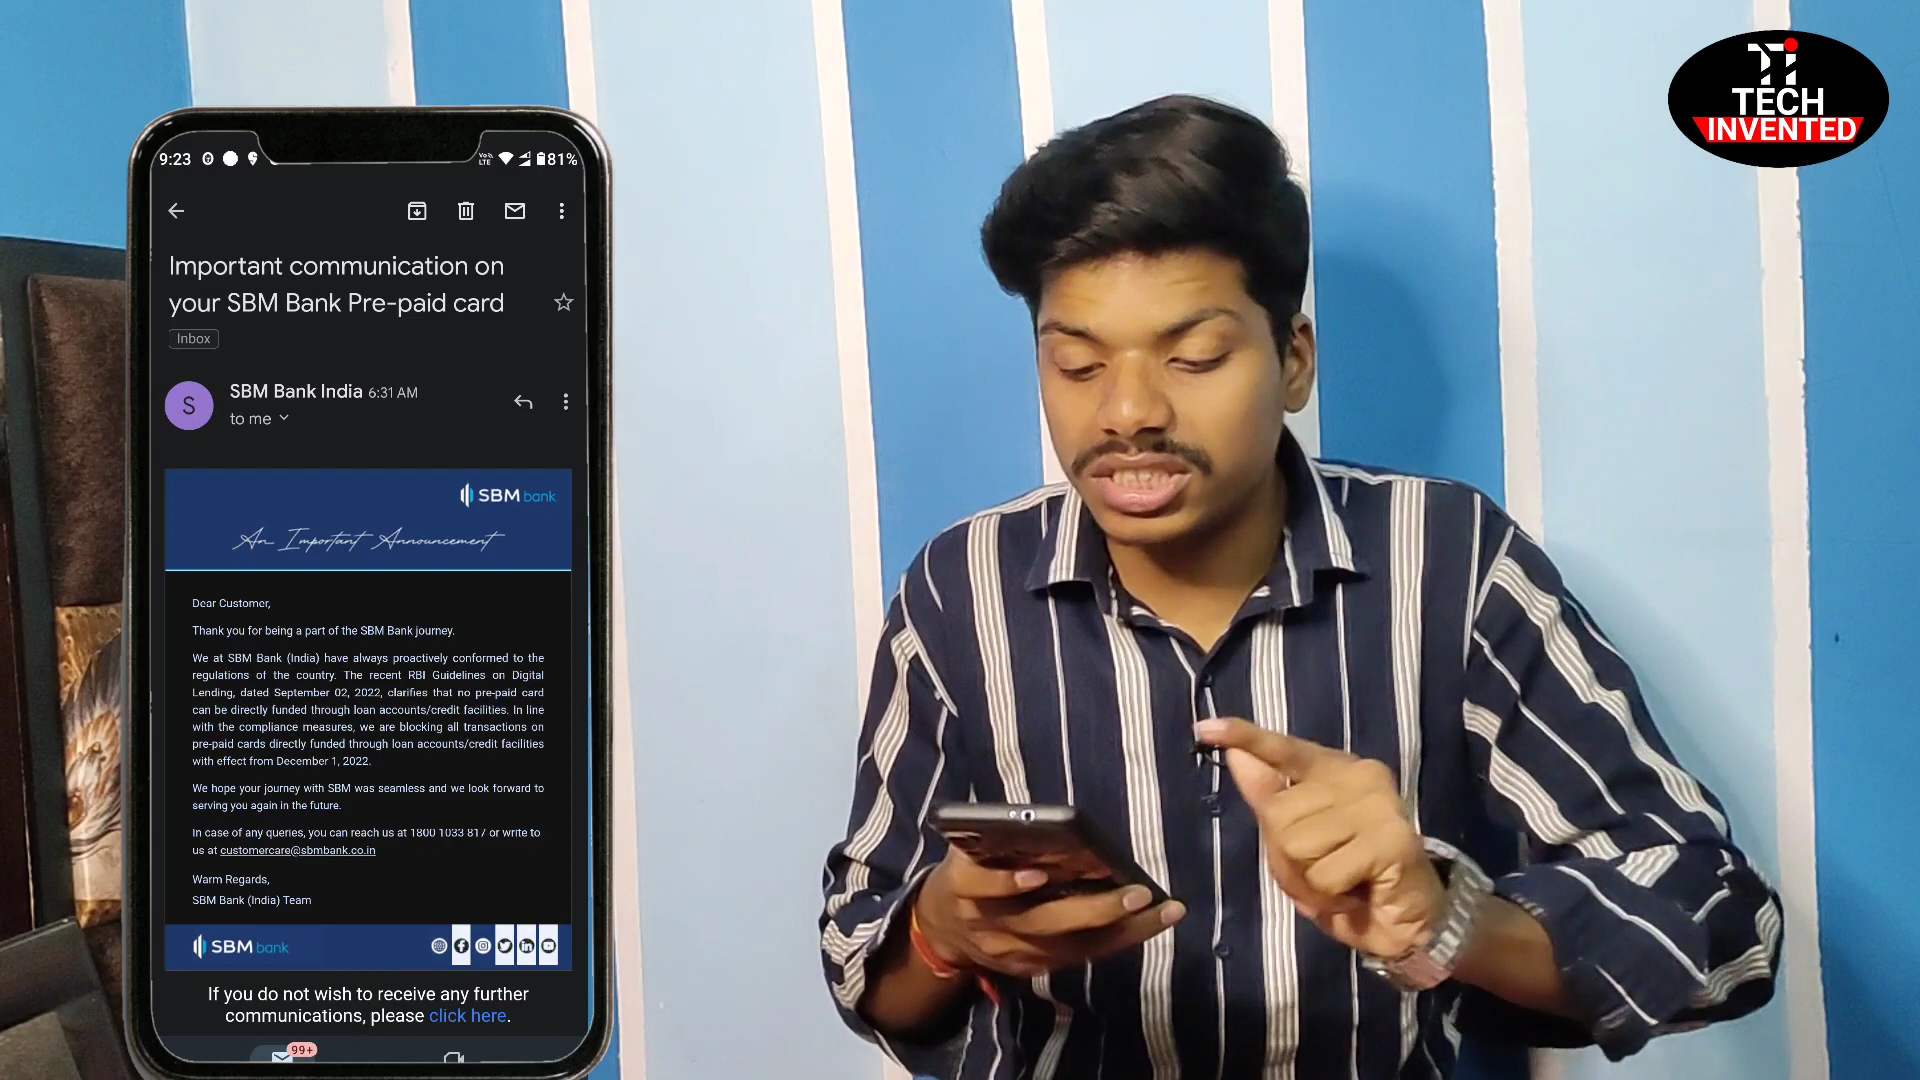 9:23
Vo))
LTE
81%
Important communication on
your SBM Bank Pre-paid card
Inbox
S
SBM Bank India 6:31 AM
to me
SBM bank
An Important Announcement
Dear Customer,
Thank you for being a part of the SBM Bank journey.
We at SBM Bank (India) have always proactively conformed to the
regulations of the country. The recent RBI Guidelines on Digital
Lending, dated September 02, 2022, clarifies that no pre-paid card
can be directly funded through loan accounts/credit facilities. In line
with the compliance measures, we are blocking all transactions on
pre-paid cards directly funded through loan accounts/credit facilities
with effect from December 1, 2022.
We hope your journey with SBM was seamless and we look forward to
serving you again in the future.
In case of any queries, you can reach us at 1800 1033 817 or write to
us at customercare@sbmbank.co.in
Warm Regards,
SBM Bank (India) Team
SBM bank
If you do not wish to receive any further
communications, please click here.
99+
Ti
TECH
INVENTED